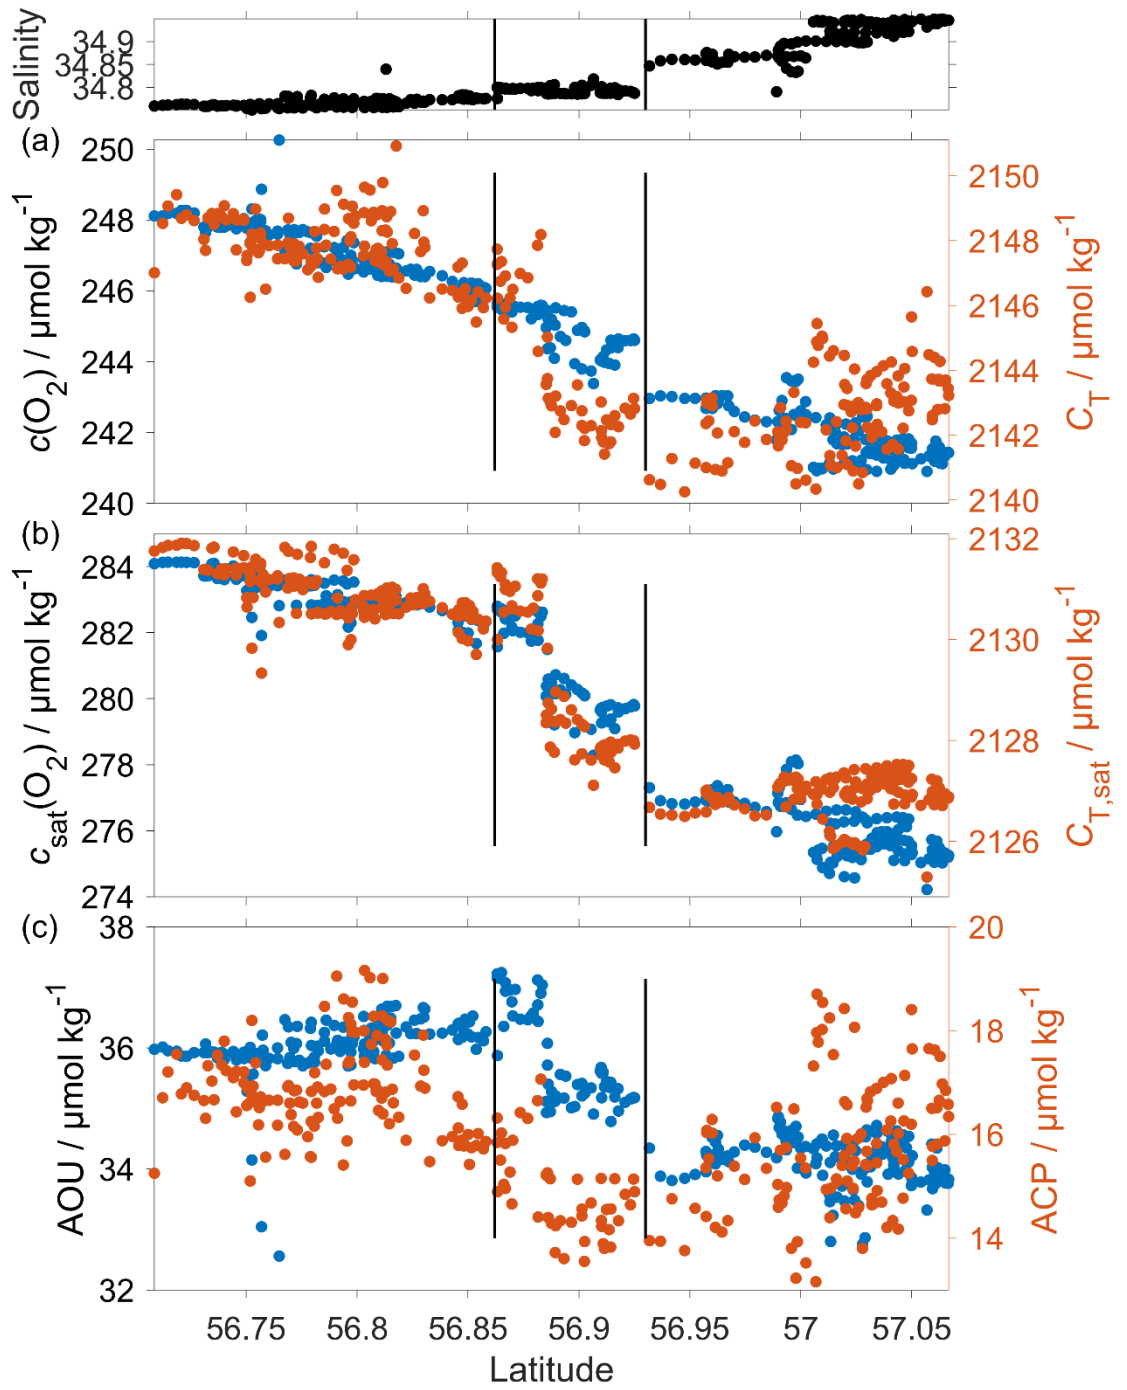 Salinity
34.9
34.85
34.8
(a)
250
248
246
244
242
240
c(O₂) / μmol kg⁻¹
2150
2148
2146
2144
2142
2140
C_T / μmol kg⁻¹
(b)
284
282
280
278
276
274
c_sat(O₂) / μmol kg⁻¹
2132
2130
2128
2126
C_T,sat / μmol kg⁻¹
(c)
38
36
34
32
AOU / μmol kg⁻¹
20
18
16
14
ACP / μmol kg⁻¹
56.75 56.8 56.85 56.9 56.95 57 57.05
Latitude